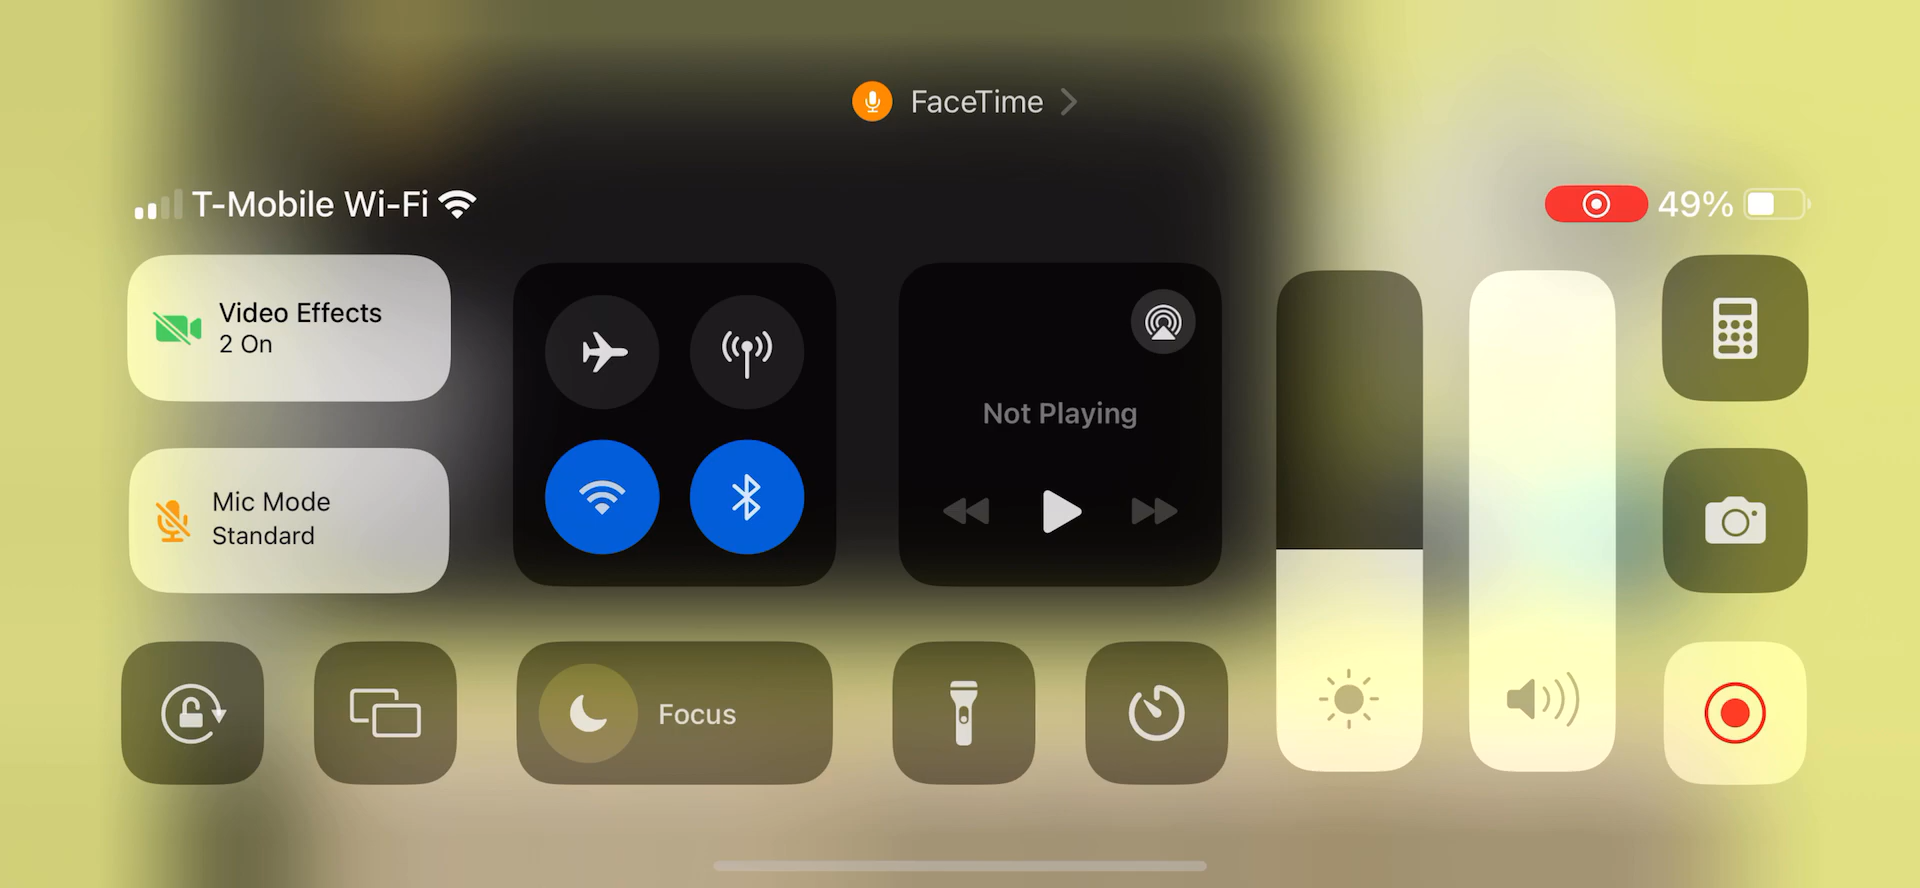 FaceTime
T-Mobile Wi-Fi
49%
Video Effects
2 On
Mic Mode
Standard
Not Playing
Focus